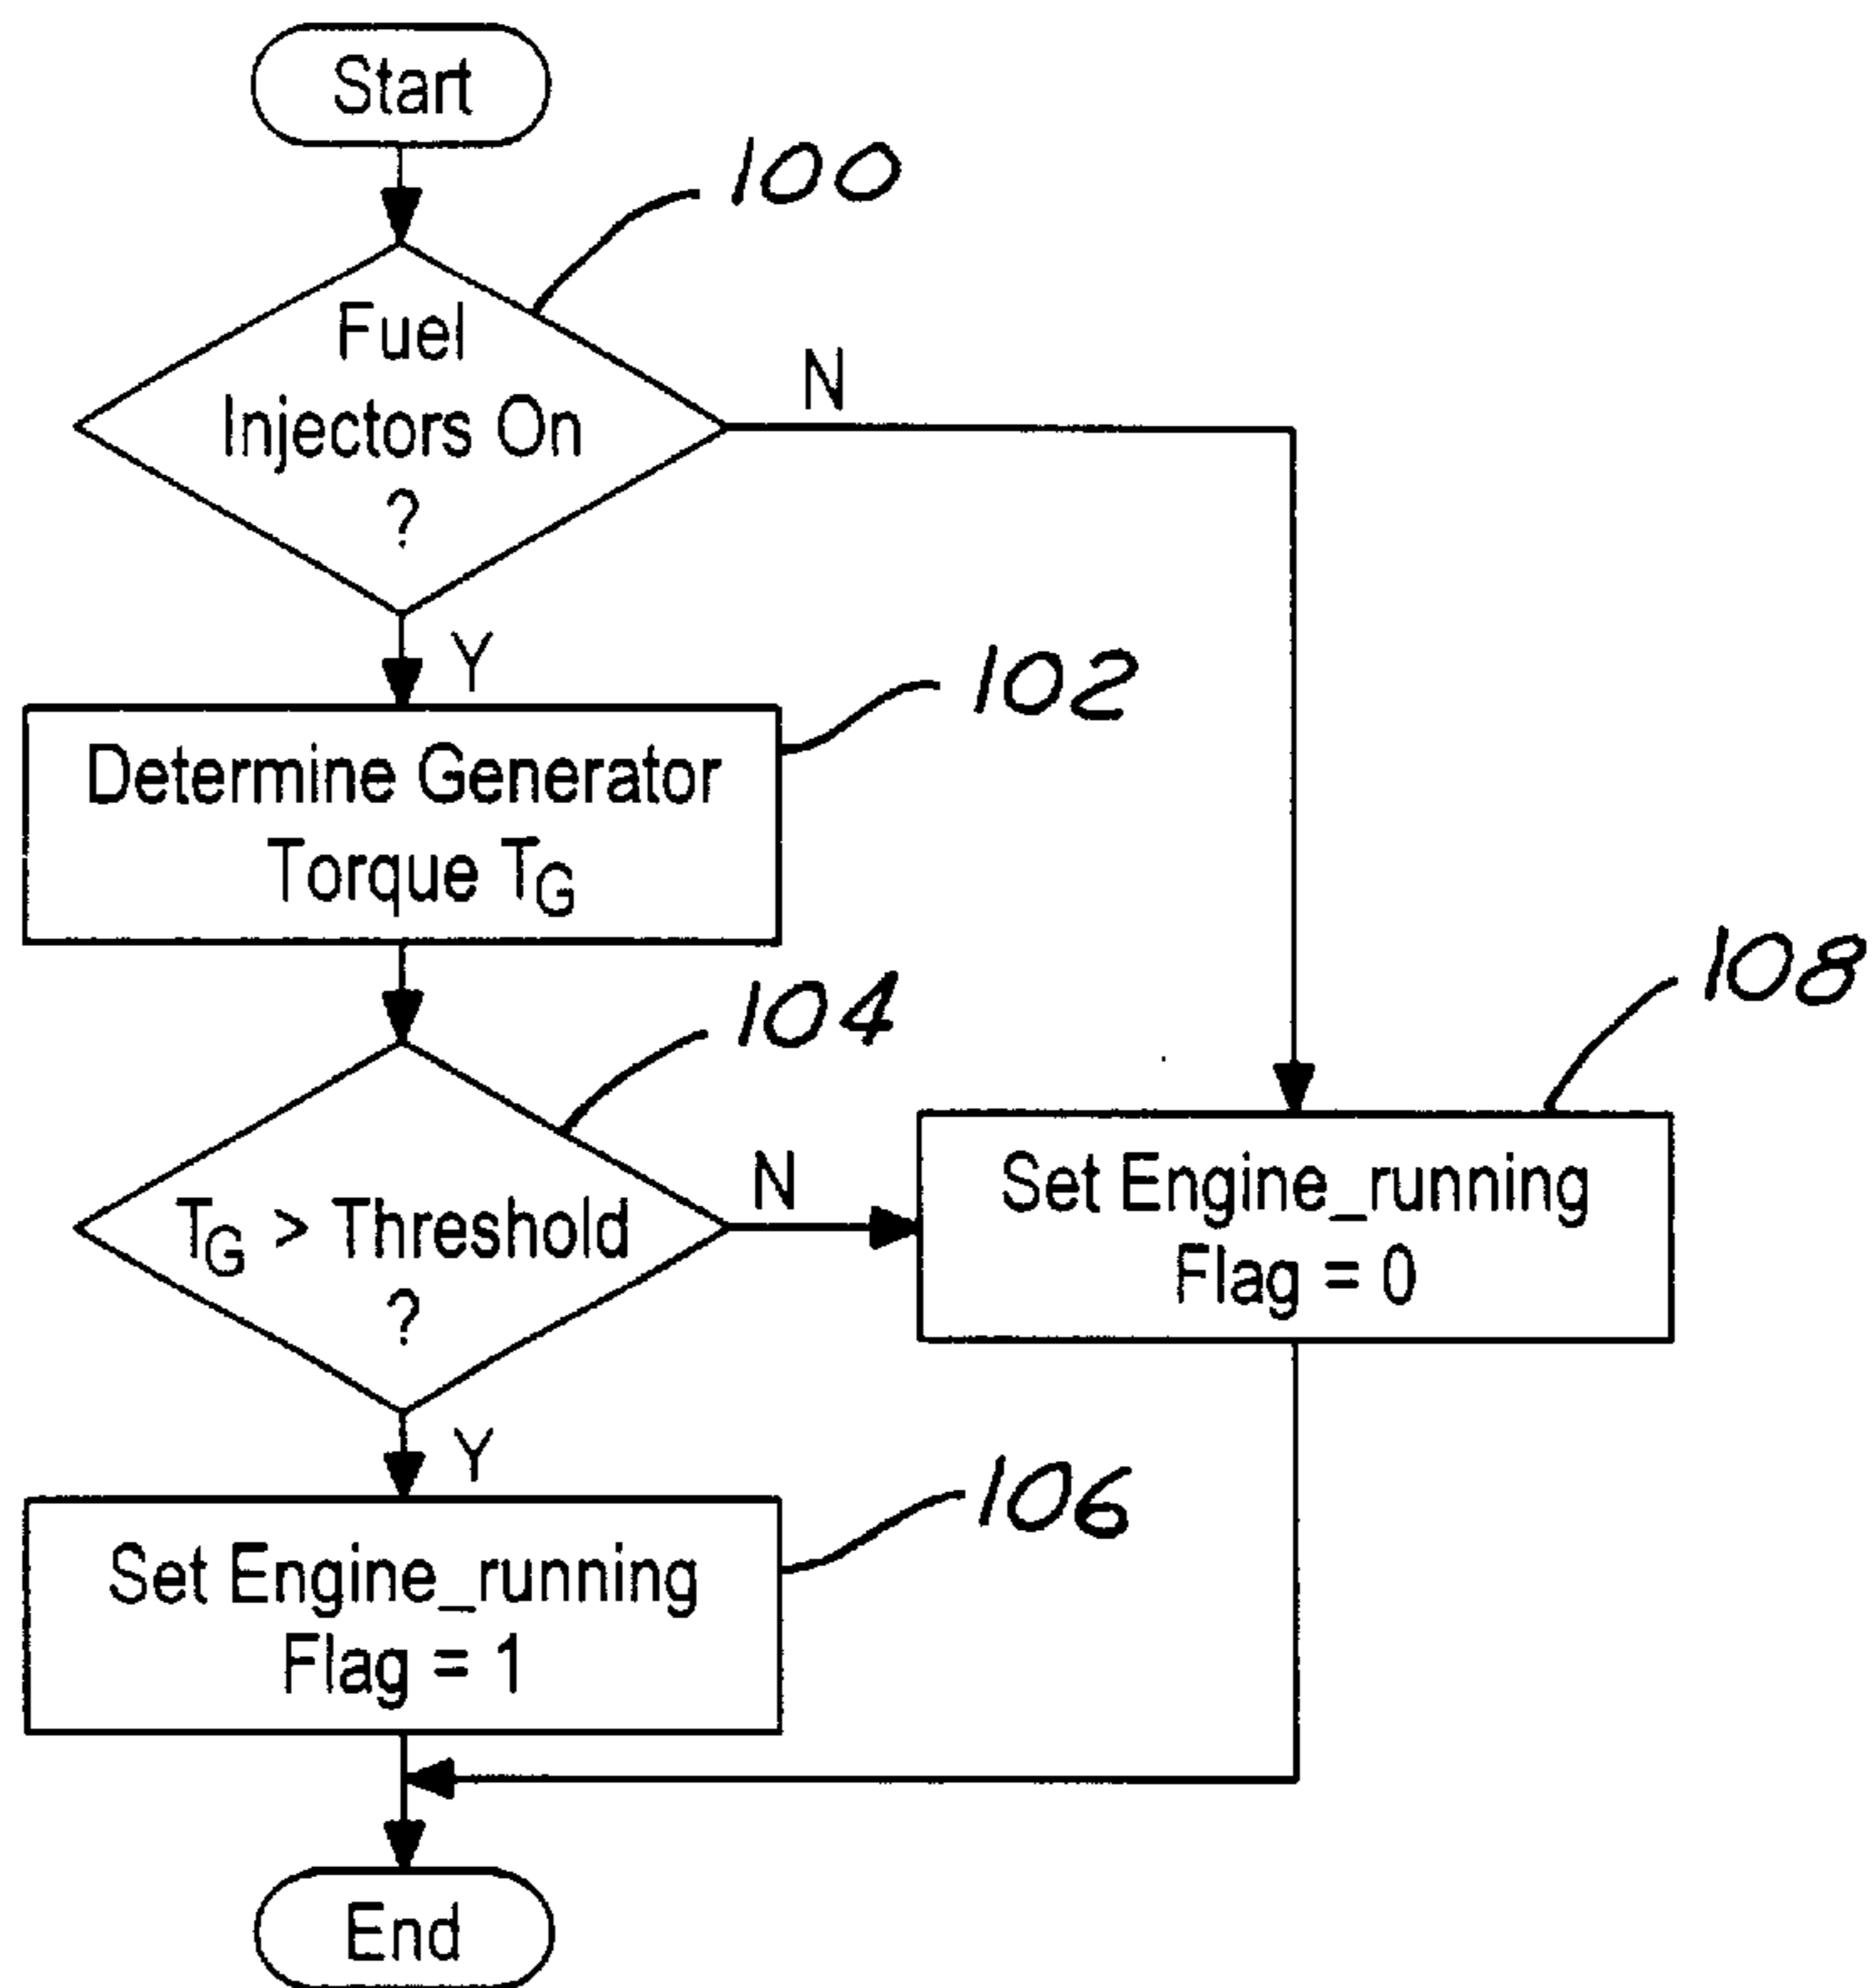 Start
100
Fuel
Injectors On
?
N
Y
102
Determine Generator
Torque TG
104
TG > Threshold
?
N
108
Set Engine_running
Flag = 0
Y
106
Set Engine_running
Flag = 1
End